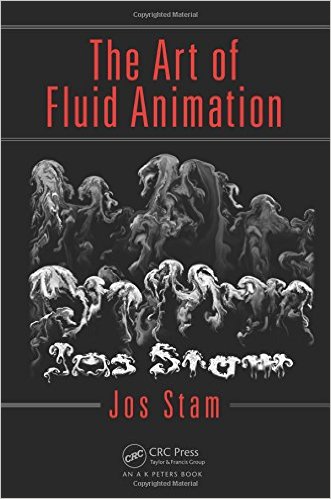 Copyrighted Material
The Art of
Fluid Animation
Jos Stam
Jos Stam
CRC
CRC Press
Taylor & Francis Group
AN A K PETERS BOOK
Copyrighted Material